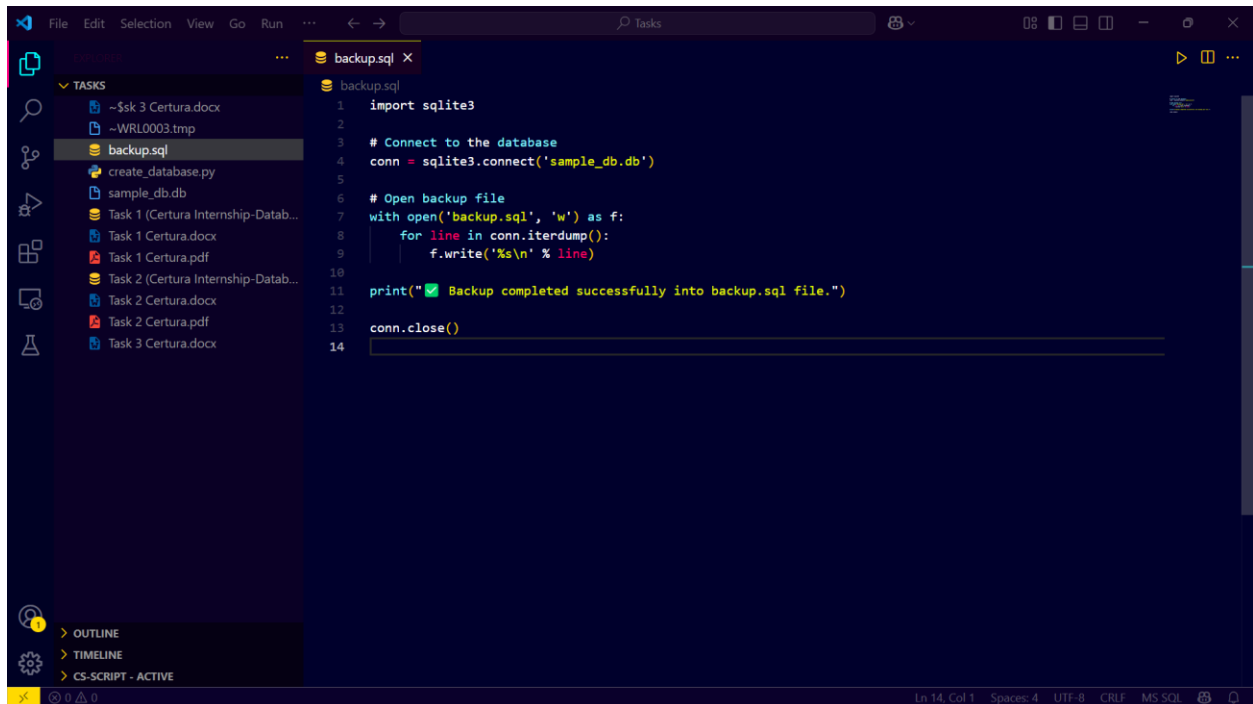 File Edit Selection View Go Run ··· ← → Tasks
···
TASKS
~$sk 3 Certura.docx
~WRL0003.tmp
backup.sql
create_database.py
sample_db.db
Task 1 (Certura Internship-Datab...
Task 1 Certura.docx
Task 1 Certura.pdf
Task 2 (Certura Internship-Datab...
Task 2 Certura.docx
Task 2 Certura.pdf
Task 3 Certura.docx
OUTLINE
TIMELINE
CS-SCRIPT - ACTIVE
backup.sql
backup.sql
1 import sqlite3
2
3 # Connect to the database
4 conn = sqlite3.connect('sample_db.db')
5
6 # Open backup file
7 with open('backup.sql', 'w') as f:
8     for line in conn.iterdump():
9         f.write('%s\n' % line)
10
11 print("✅ Backup completed successfully into backup.sql file.")
12
13 conn.close()
14
1
0 0 Ln 14, Col 1 Spaces: 4 UTF-8 CRLF MS SQL